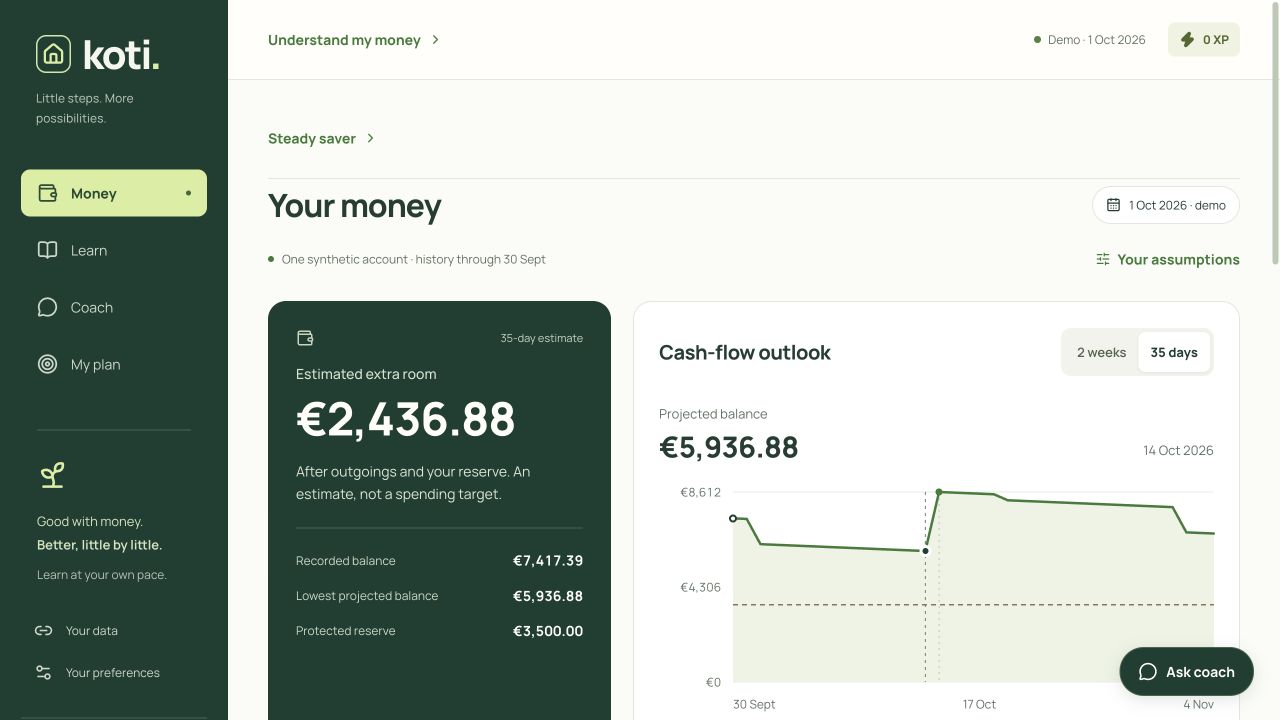 koti.
Little steps. More
possibilities.
Money
Learn
Coach
My plan
Good with money.
Better, little by little.
Learn at your own pace.
Your data
Your preferences
Understand my money
Demo · 1 Oct 2026
0 XP
Steady saver
Your money
1 Oct 2026 · demo
One synthetic account · history through 30 Sept
Your assumptions
35-day estimate
Estimated extra room
€2,436.88
After outgoings and your reserve. An
estimate, not a spending target.
Recorded balance €7,417.39
Lowest projected balance €5,936.88
Protected reserve €3,500.00
Cash-flow outlook
2 weeks 35 days
Projected balance
€5,936.88
14 Oct 2026
€8,612
€4,306
€0
30 Sept 17 Oct 4 Nov
Ask coach